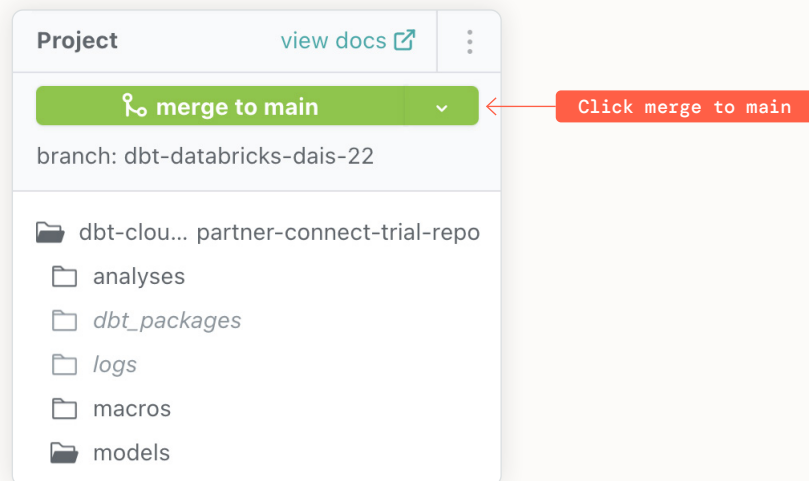 Project view docs
merge to main
Click merge to main
branch: dbt-databricks-dais-22
dbt-clou... partner-connect-trial-repo
analyses
dbt_packages
logs
macros
models